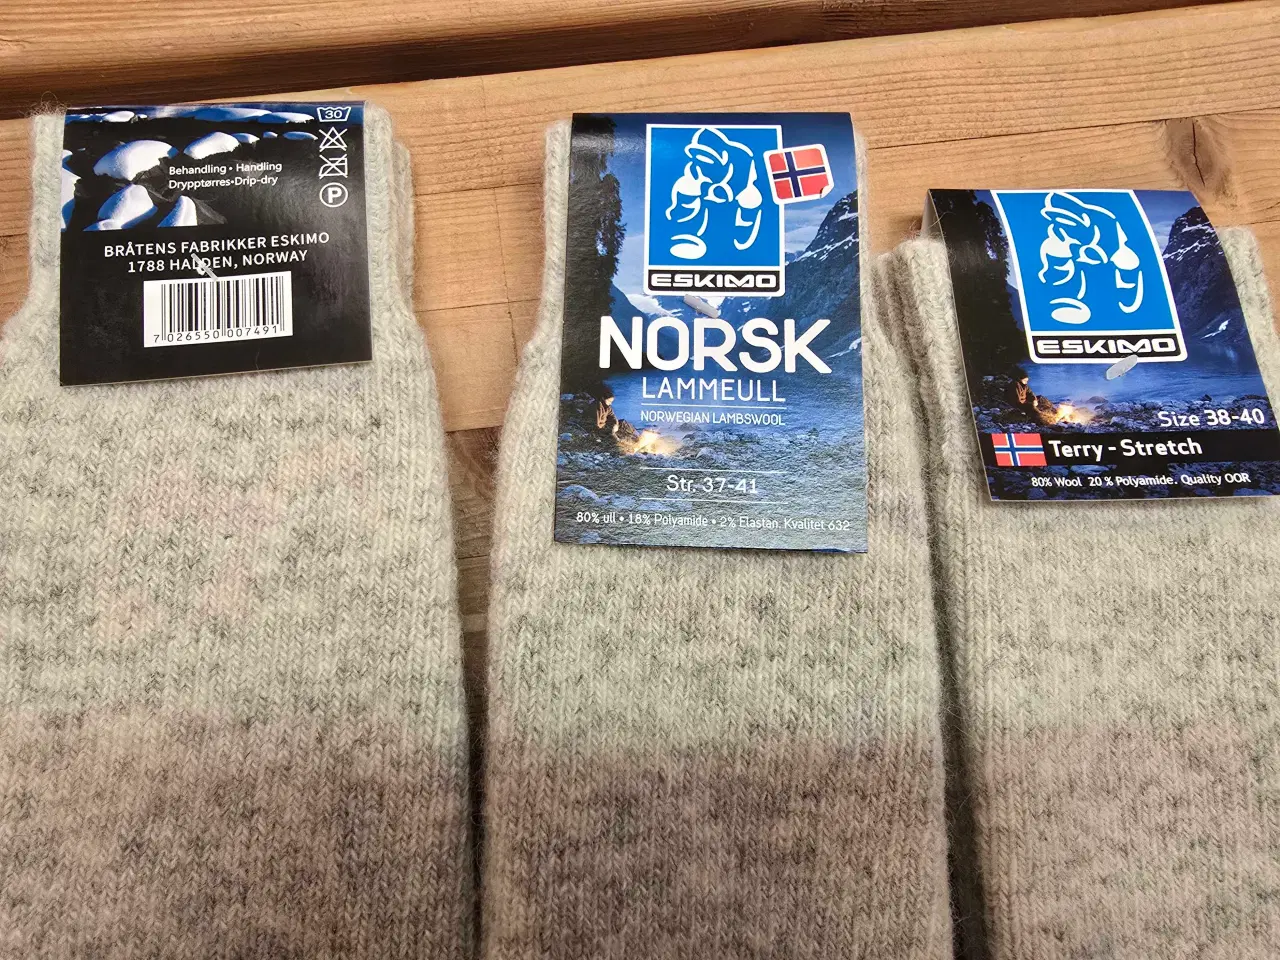 30
Behandling • Handling
Drypptørres•Drip-dry
P
BRÅTENS FABRIKKER ESKIMO
1788 HALDEN, NORWAY
7 026550 007491
ESKIMO
NORSK
LAMMEULL
NORWEGIAN LAMBSWOOL
Str. 37-41
80% ull • 18% Polyamide • 2% Elastan. Kvalitet 632
ESKIMO
Size 38-40
Terry - Stretch
80% Wool 20 % Polyamide. Quality OOR